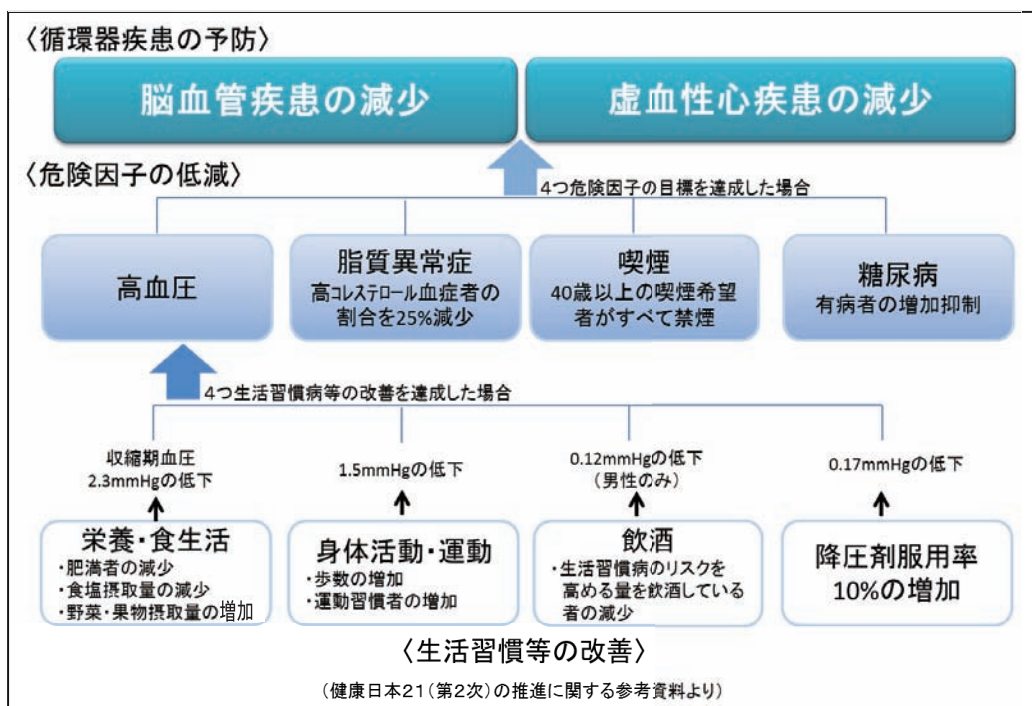 〈循環器疾患の予防〉
脳血管疾患の減少
虚血性心疾患の減少
〈危険因子の低減〉
4つ危険因子の目標を達成した場合
高血圧
脂質異常症
高コレステロール血症者の
割合を25%減少
喫煙
40歳以上の喫煙希望
者がすべて禁煙
糖尿病
有病者の増加抑制
4つ生活習慣病等の改善を達成した場合
収縮期血圧
2.3mmHgの低下
1.5mmHgの低下
0.12mmHgの低下
(男性のみ)
0.17mmHgの低下
栄養・食生活
・肥満者の減少
・食塩摂取量の減少
・野菜・果物摂取量の増加
身体活動・運動
・歩数の増加
・運動習慣者の増加
飲酒
・生活習慣病のリスクを
高める量を飲酒している
者の減少
降圧剤服用率
10%の増加
〈生活習慣等の改善〉
(健康日本21(第2次)の推進に関する参考資料より)